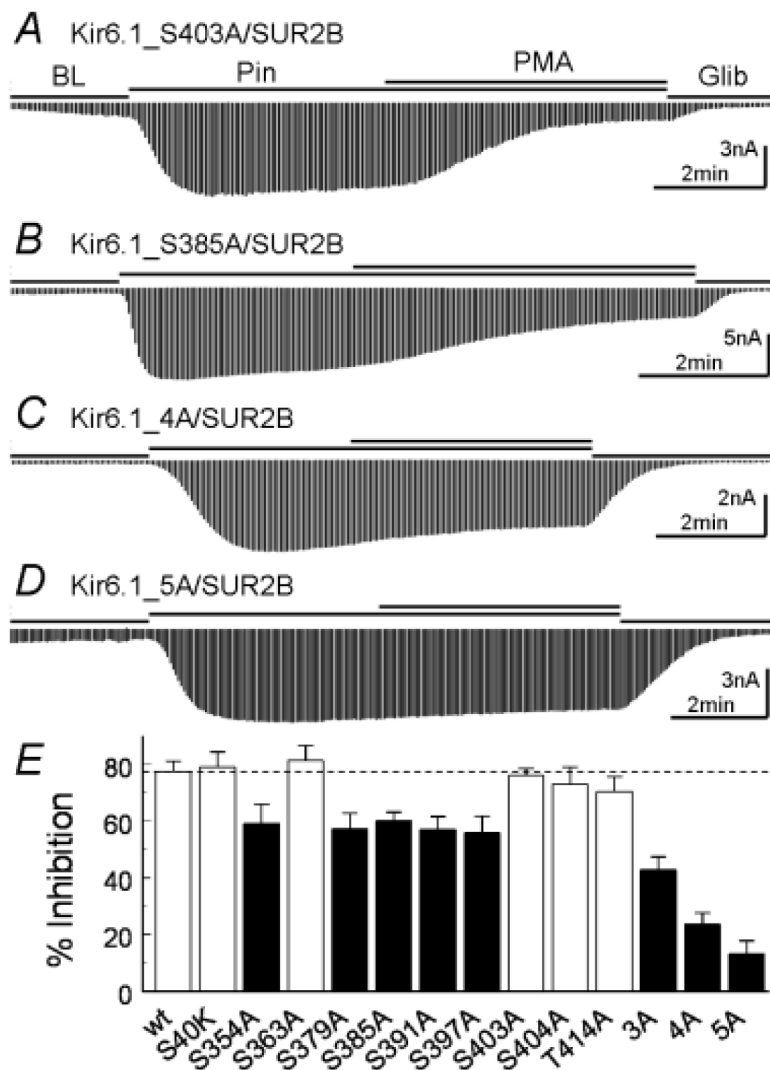 A Kir6.1_S403A/SUR2B
BL Pin PMA Glib
3nA
2min
B Kir6.1_S385A/SUR2B
5nA
2min
C Kir6.1_4A/SUR2B
2nA
2min
D Kir6.1_5A/SUR2B
3nA
2min
E
% Inhibition
80
60
40
20
0
wt S40K S354A S363A S379A S385A S391A S397A S403A S404A T414A 3A 4A 5A